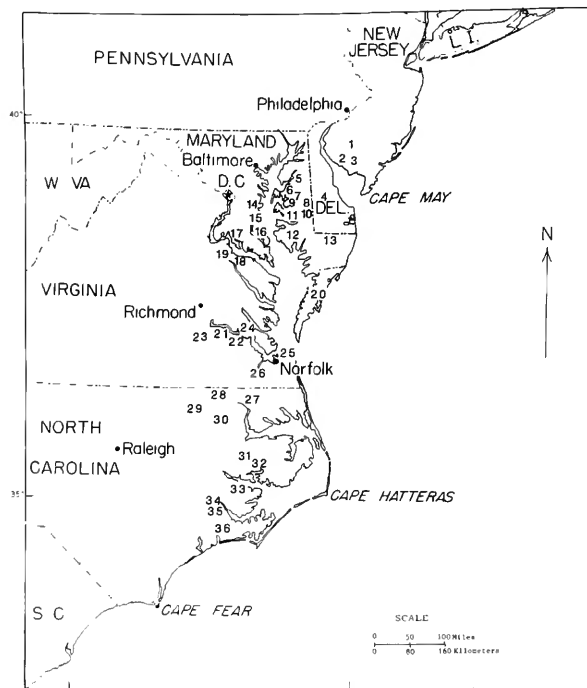 NEW
JERSEY
L I.
PENNSYLVANIA
Philadelphia
40°
MARYLAND
Baltimore
1
2 3
W VA
D.C
5
6
7
4
CAPE MAY
14
9 8
DEL.
15
11 10
N
17
16
12
13
19
18
20
VIRGINIA
Richmond
23
21
24
22
25
Norfolk
26
28
27
29
30
NORTH
CAROLINA
Raleigh
31
32
33
35°
34
35
CAPE HATTERAS
36
S C
CAPE FEAR
SCALE
0 50 100 Miles
0 80 160 Kilometers